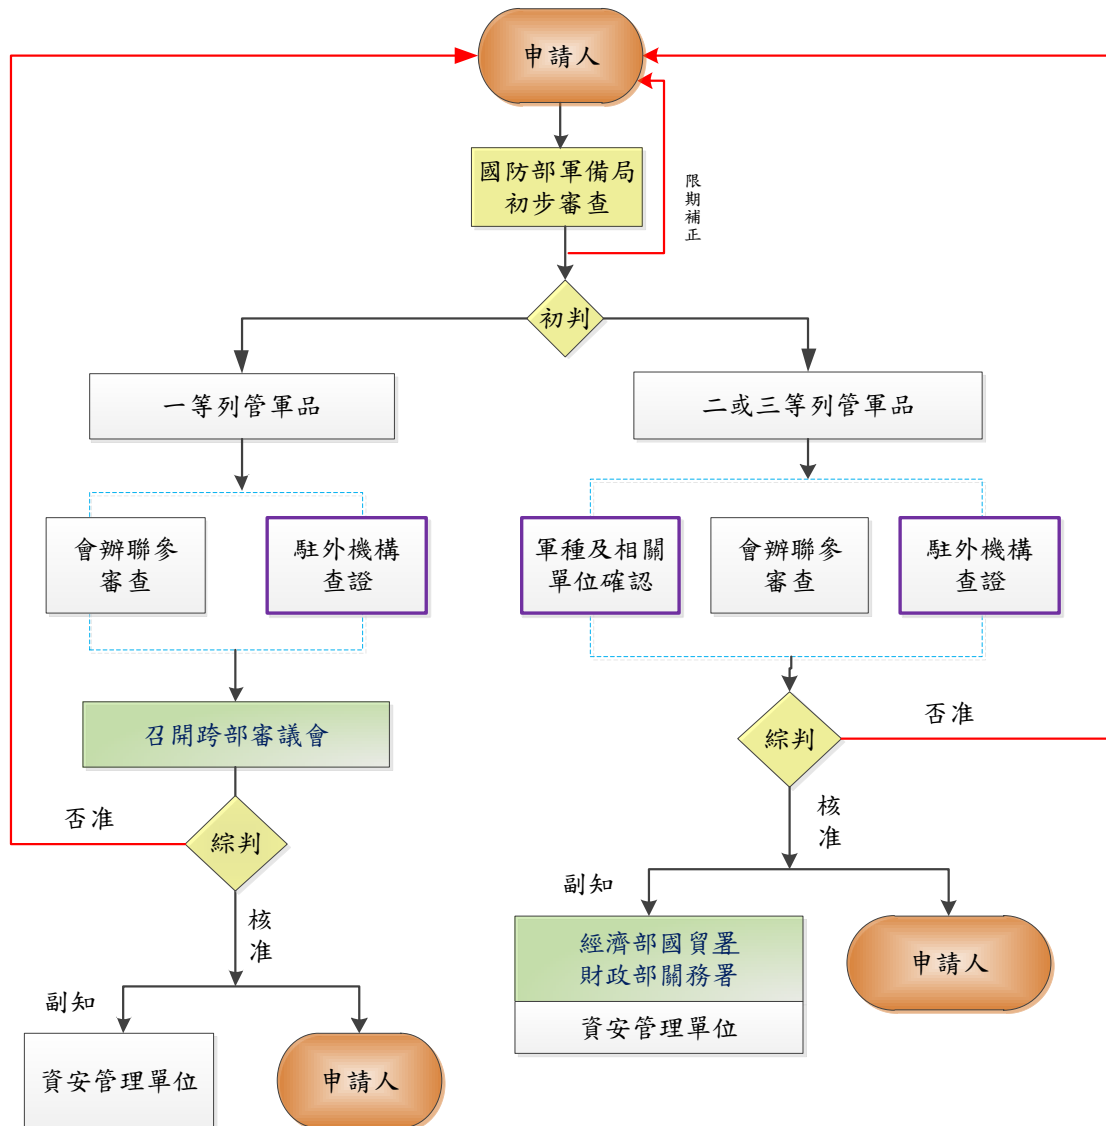 申請人
國防部軍備局
初步審查
限
期
補
正
初判
一等列管軍品
二或三等列管軍品
會辦聯參
審查
駐外機構
查證
軍種及相關
單位確認
會辦聯參
審查
駐外機構
查證
召開跨部審議會
綜判
否准
綜判
否准
核
准
核
准
副知
經濟部國貿署
財政部關務署
資安管理單位
申請人
副知
資安管理單位
申請人